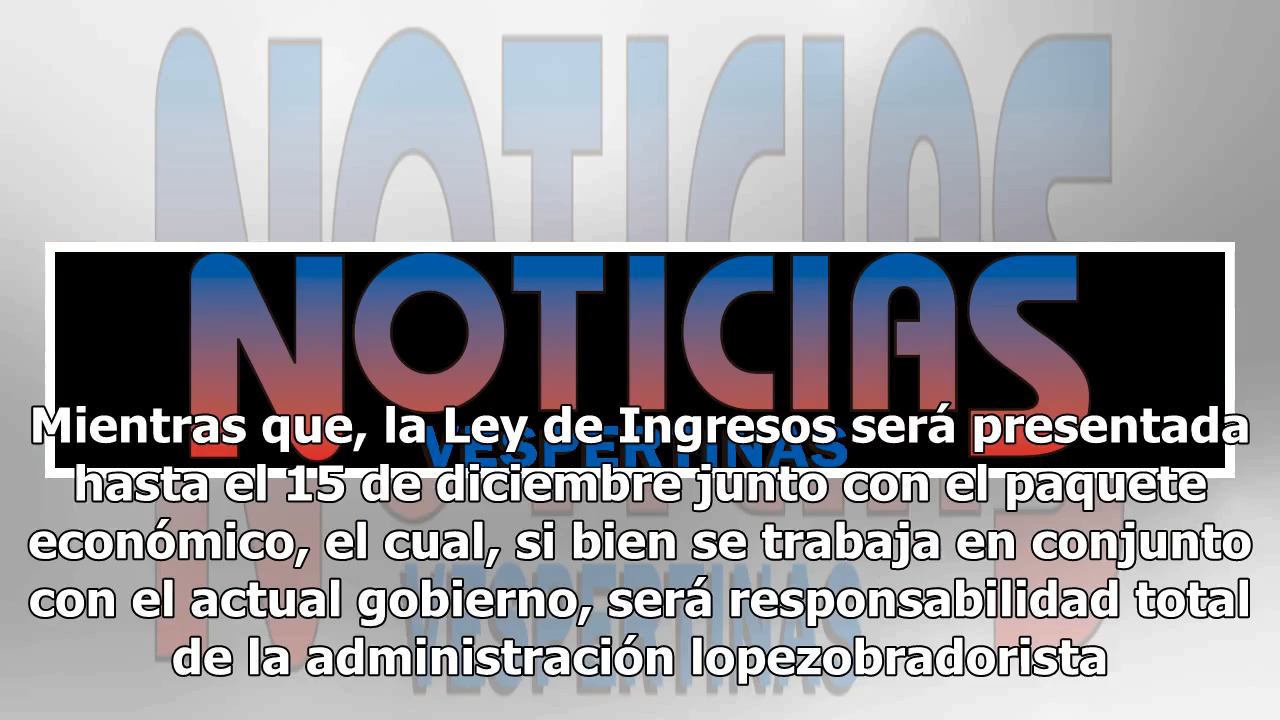 NOTICIAS
NOTICIAS
VESPERTINAS
Mientras que, la Ley de Ingresos será presentada
hasta el 15 de diciembre junto con el paquete
económico, el cual, si bien se trabaja en conjunto
con el actual gobierno, será responsabilidad total
de la administración lopezobradorista
VESPERTINAS